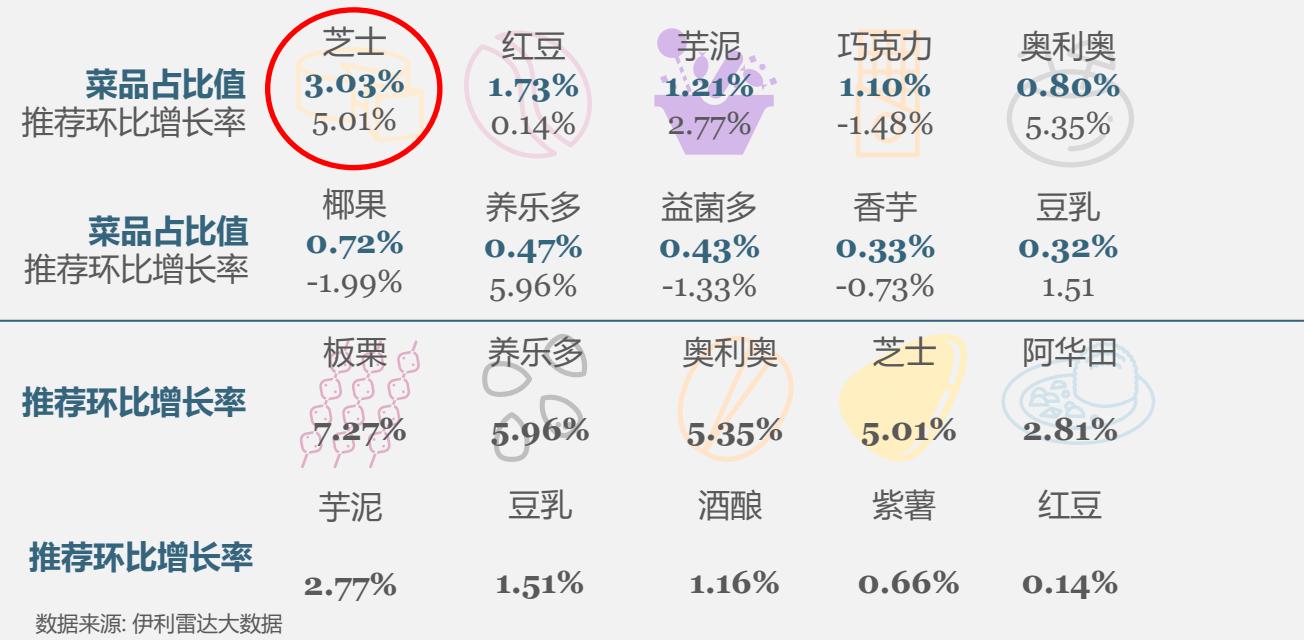 芝士 红豆 芋泥 巧克力 奥利奥
菜品占比值 3.03% 1.73% 1.21% 1.10% 0.80%
推荐环比增长率 5.01% 0.14% 2.77% -1.48% 5.35%
椰果 养乐多 益菌多 香芋 豆乳
菜品占比值 0.72% 0.47% 0.43% 0.33% 0.32%
推荐环比增长率 -1.99% 5.96% -1.33% -0.73% 1.51
板栗 养乐多 奥利奥 芝士 阿华田
推荐环比增长率 7.27% 5.96% 5.35% 5.01% 2.81%
芋泥 豆乳 酒酿 紫薯 红豆
推荐环比增长率 2.77% 1.51% 1.16% 0.66% 0.14%
数据来源: 伊利雷达大数据